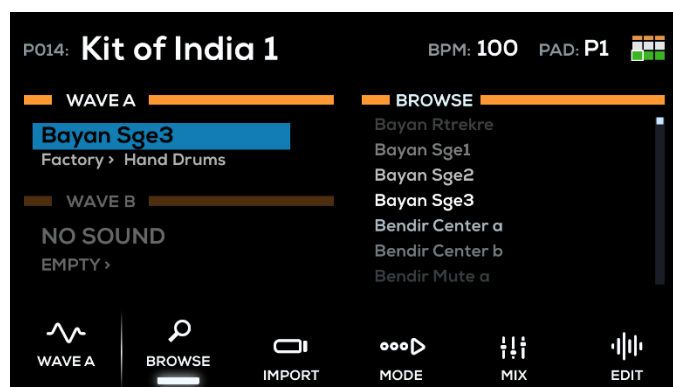 P014: Kit of India 1
BPM: 100 PAD: P1
WAVE A
Bayan Sge3
Factory › Hand Drums
WAVE B
NO SOUND
EMPTY ›
BROWSE
Bayan Rtrekre
Bayan Sge1
Bayan Sge2
Bayan Sge3
Bendir Center a
Bendir Center b
Bendir Mute a
WAVE A
BROWSE
IMPORT
MODE
MIX
EDIT